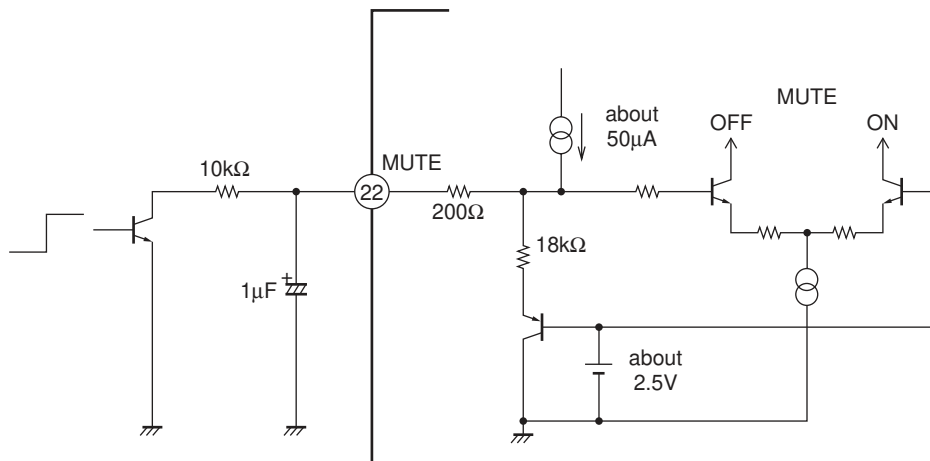 MUTE
about
50µA
OFF
ON
10kΩ
MUTE
22
200Ω
18kΩ
+
1µF
about
2.5V